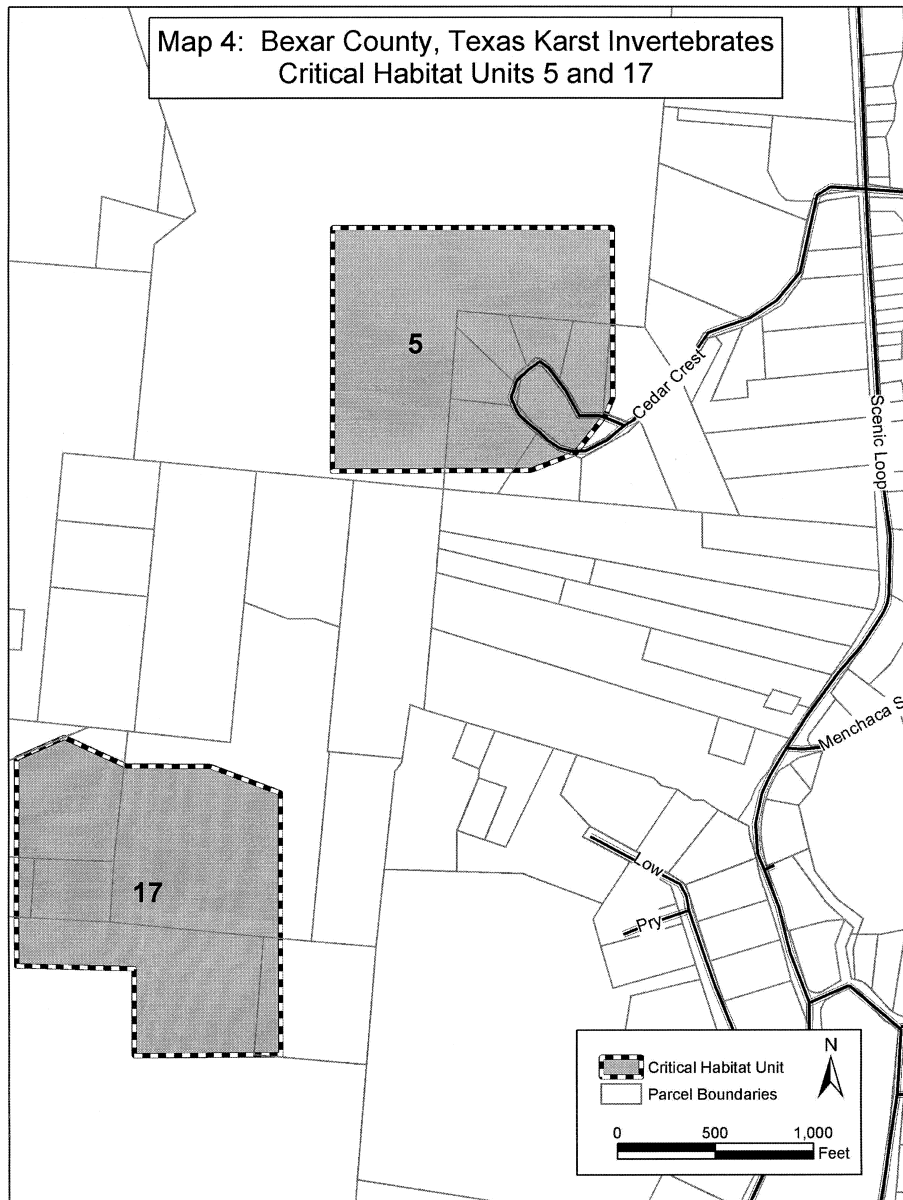 Map 4: Bexar County, Texas Karst Invertebrates
Critical Habitat Units 5 and 17
5
Cedar Crest
Scenic Loop
Menchaca S
17
Low
Pry
N
Critical Habitat Unit
Parcel Boundaries
0 500 1,000
Feet